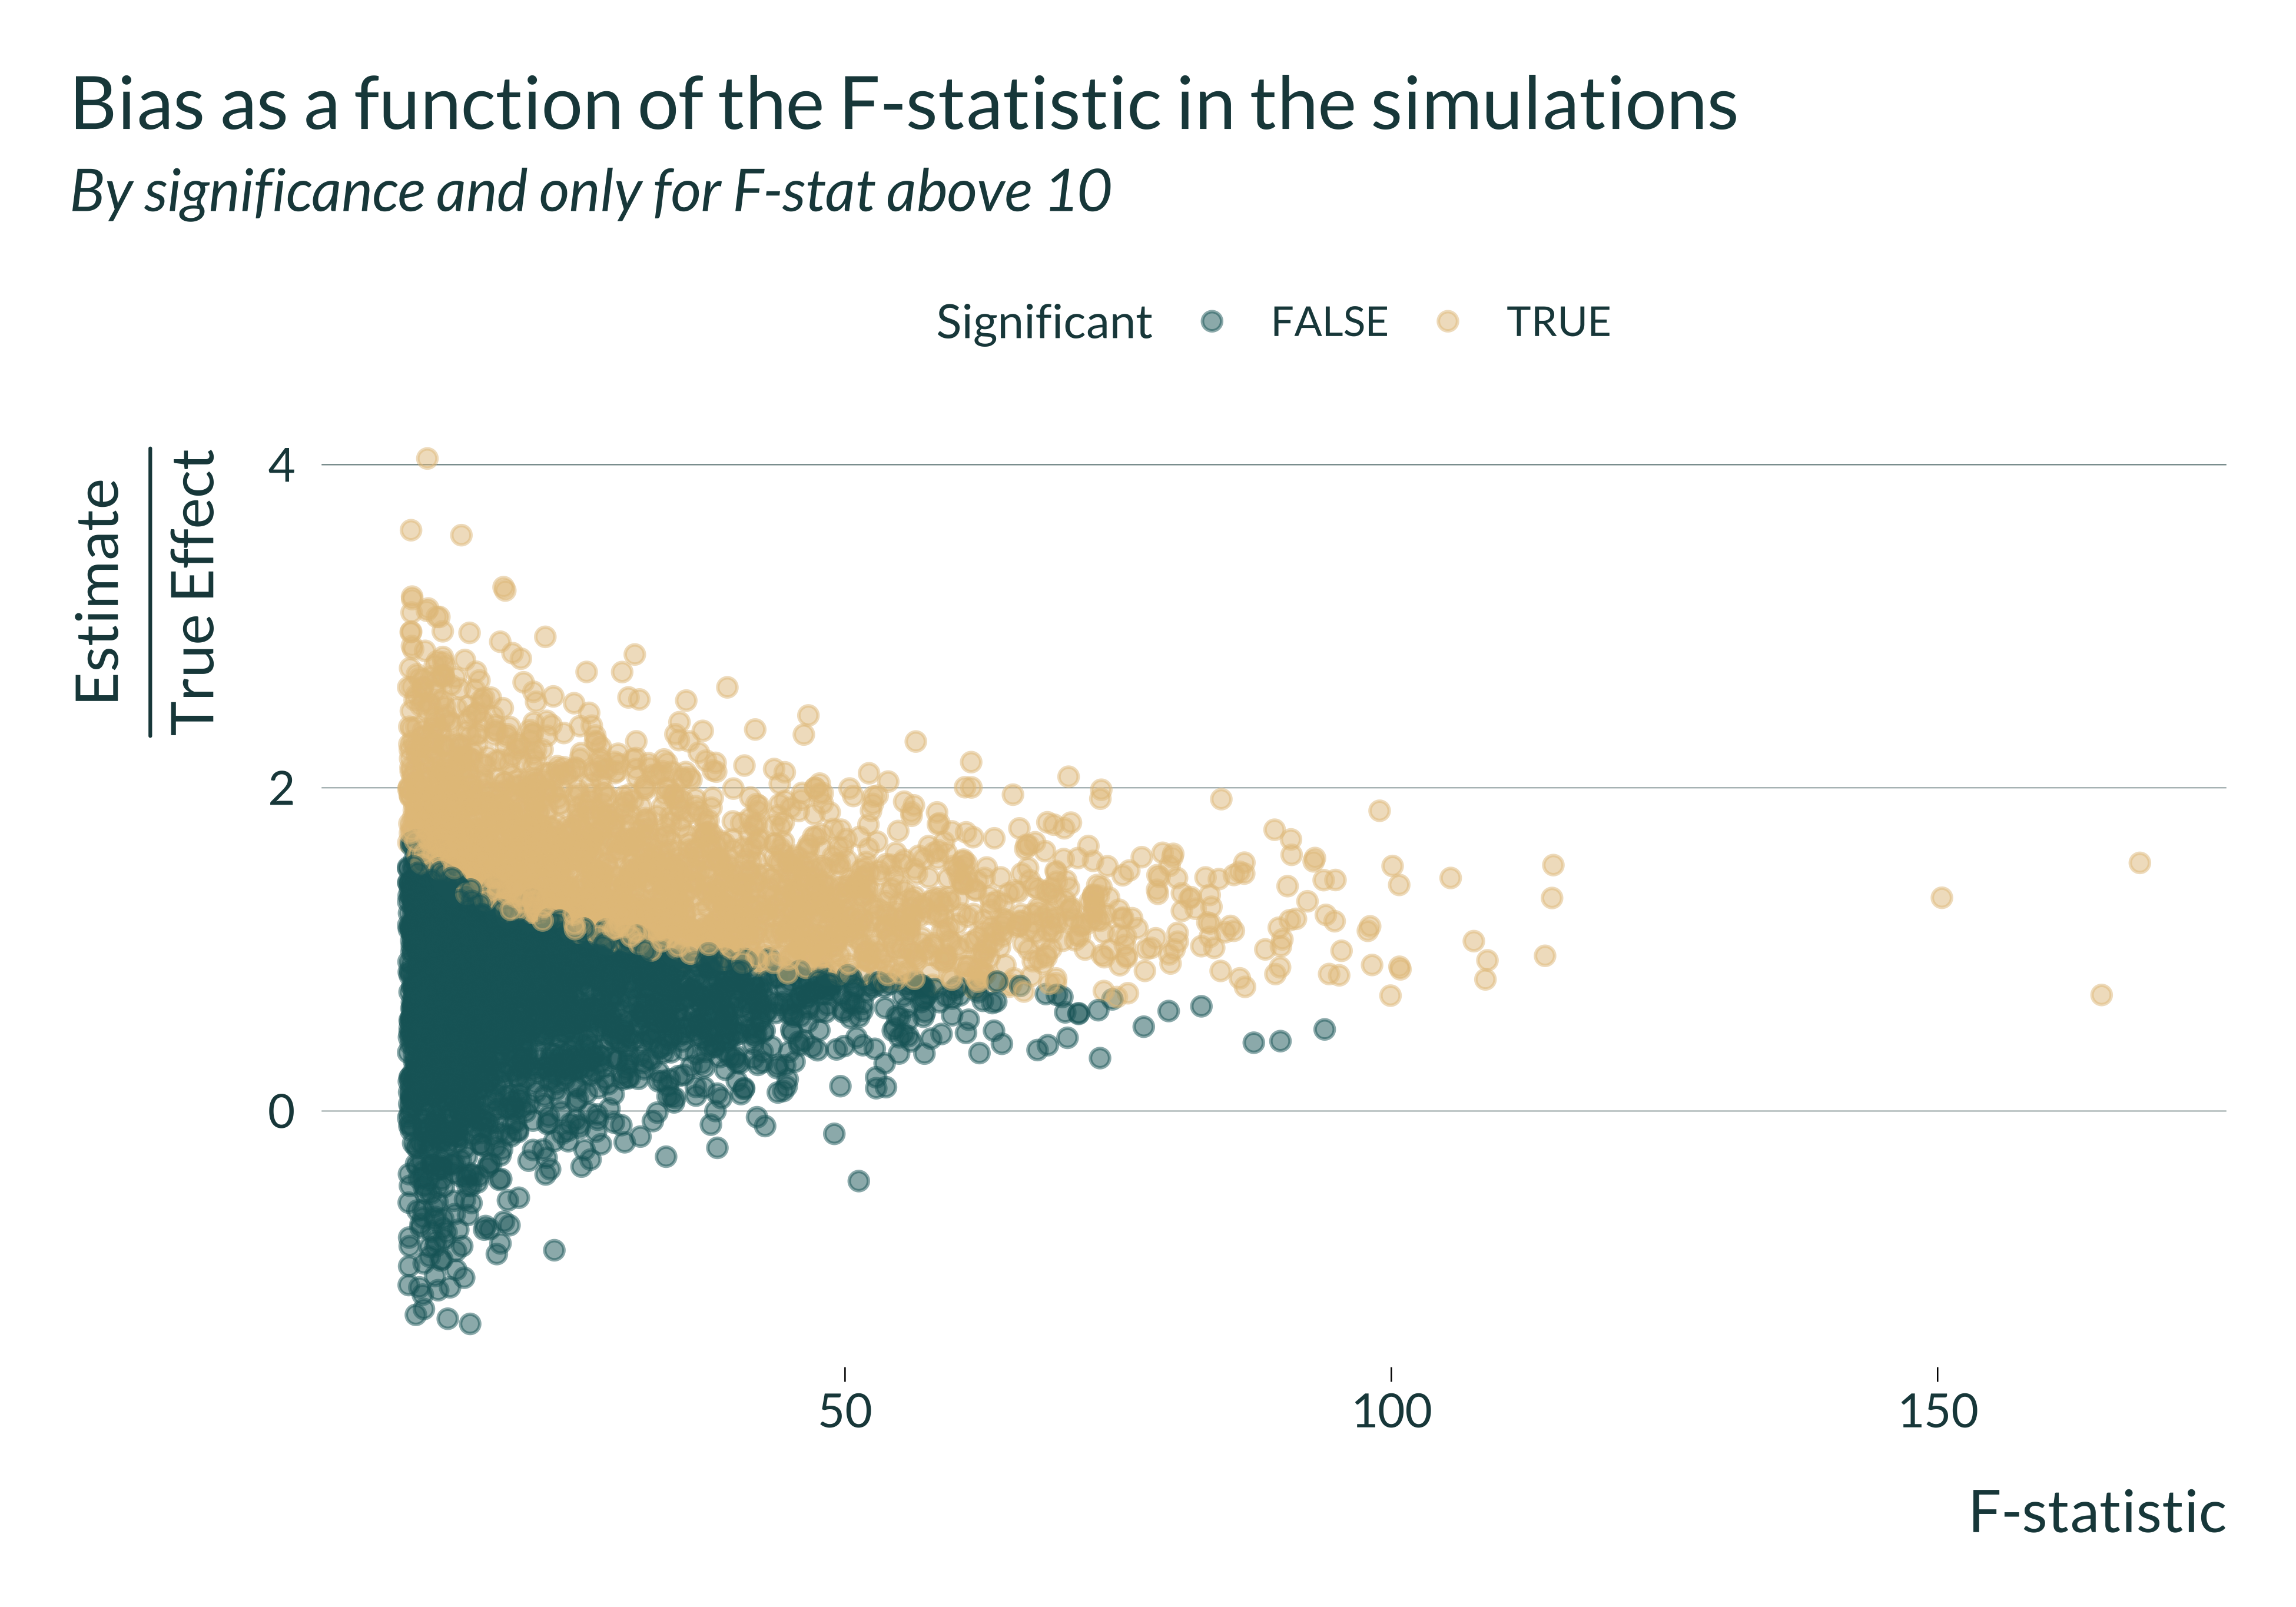 Bias as a function of the F-statistic in the simulations
By significance and only for F-stat above 10
Significant FALSE TRUE
Estimate
True Effect
4
2
0
50 100 150
F-statistic